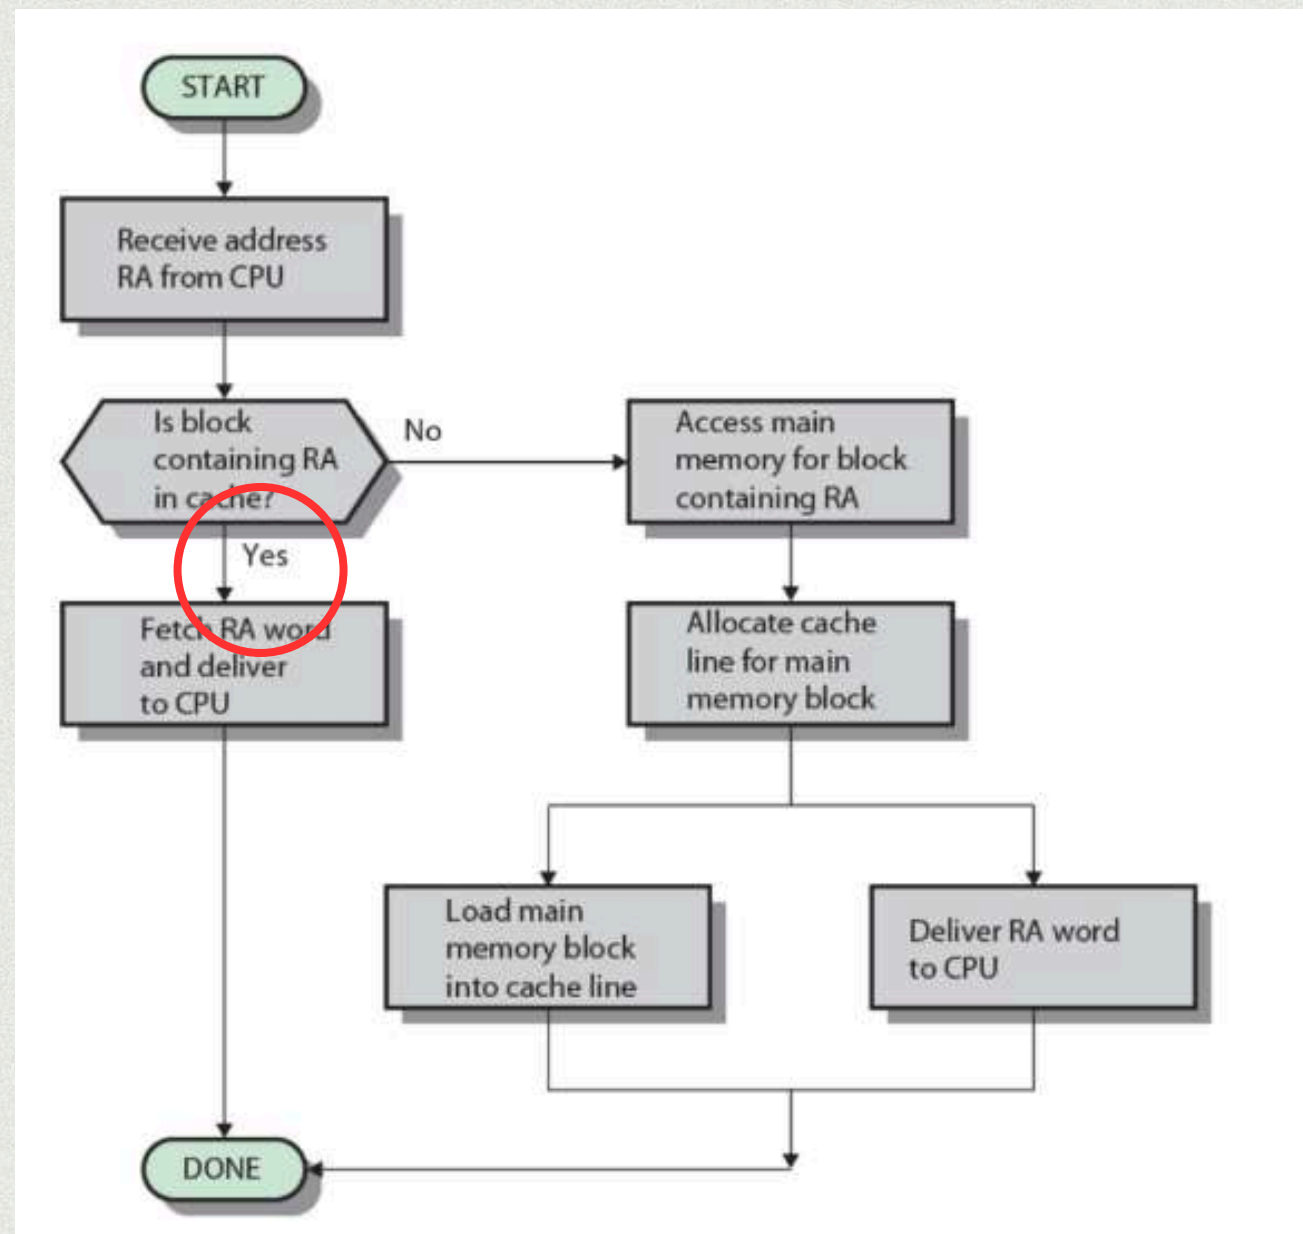 START
Receive address
RA from CPU
Is block
containing RA
in cache?
No
Yes
Access main
memory for block
containing RA
Fetch RA word
and deliver
to CPU
Allocate cache
line for main
memory block
Load main
memory block
into cache line
Deliver RA word
to CPU
DONE